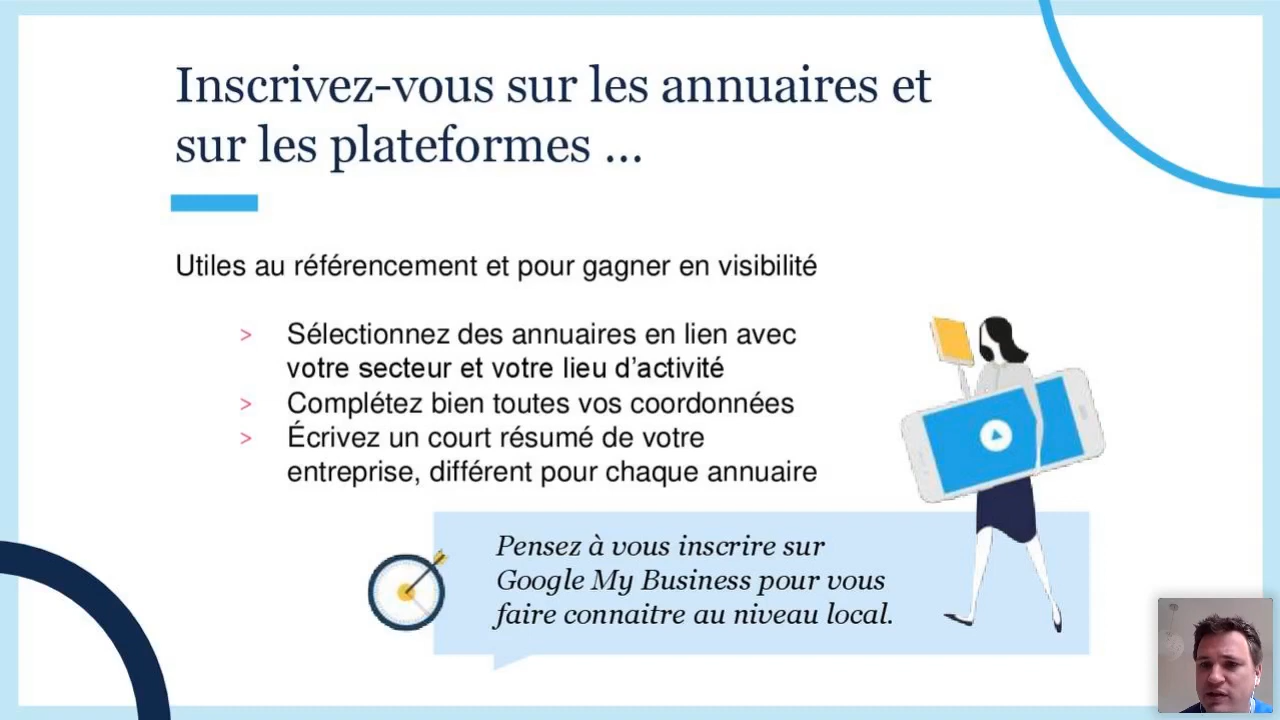 Inscrivez-vous sur les annuaires et
sur les plateformes ...
Utiles au référencement et pour gagner en visibilité
> Sélectionnez des annuaires en lien avec
votre secteur et votre lieu d’activité
> Complétez bien toutes vos coordonnées
> Écrivez un court résumé de votre
entreprise, différent pour chaque annuaire
Pensez à vous inscrire sur
Google My Business pour vous
faire connaitre au niveau local.